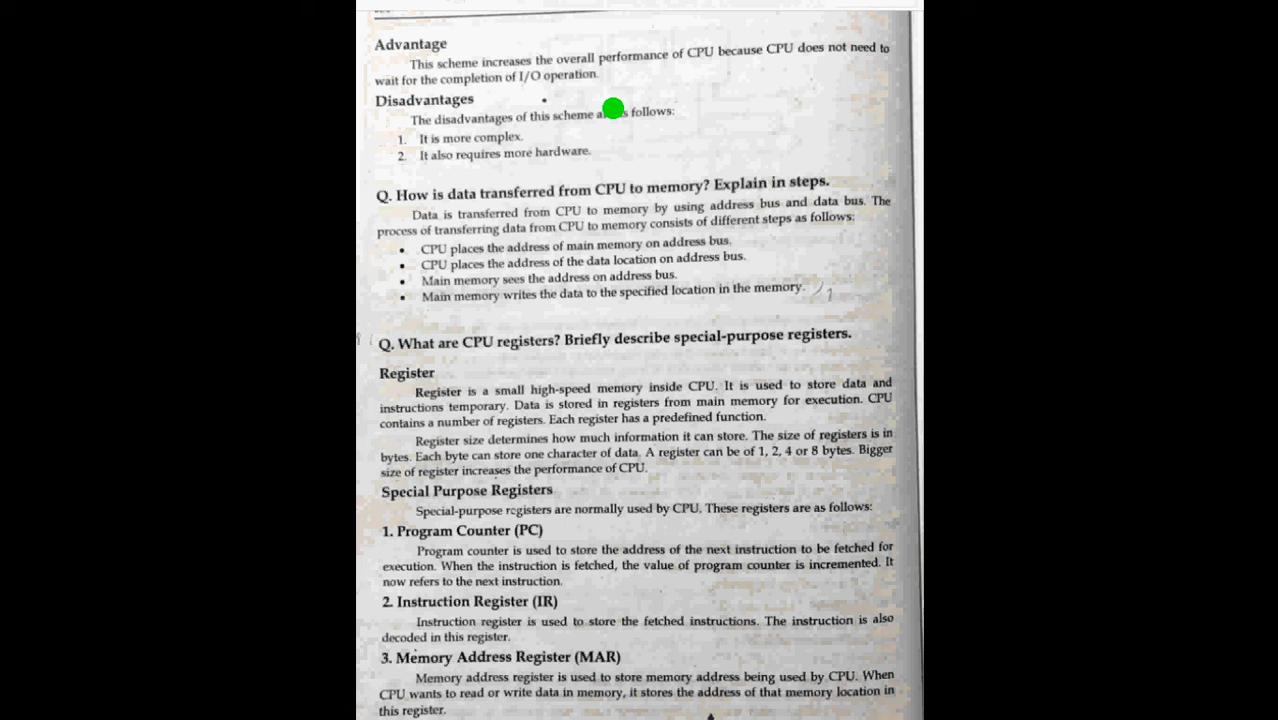 Advantage
This scheme increases the overall performance of CPU because CPU does not need to
wait for the completion of I/O operation.
Disadvantages
The disadvantages of this scheme follows:
1. It is more complex.
2. It also requires more hardware.
Q. How is data transferred from CPU to memory? Explain in steps.
Data is transferred from CPU to memory by using address bus and data bus. The
process of transferring data from CPU to memory consists of different steps as follows:
• CPU places the address of main memory on address bus.
• CPU places the address of the data location on address bus.
• Main memory sees the address on address bus.
• Main memory writes the data to the specified location in the memory.
Q. What are CPU registers? Briefly describe special-purpose registers.
Register
Register is a small high-speed memory inside CPU. It is used to store data and
instructions temporary. Data is stored in registers from main memory for execution. CPU
contains a number of registers. Each register has a predefined function.
Register size determines how much information it can store. The size of registers is in
bytes. Each byte can store one character of data. A register can be of 1, 2, 4 or 8 bytes. Bigger
size of register increases the performance of CPU.
Special Purpose Registers
Special-purpose registers are normally used by CPU. These registers are as follows:
1. Program Counter (PC)
Program counter is used to store the address of the next instruction to be fetched for
execution. When the instruction is fetched, the value of program counter is incremented. It
now refers to the next instruction.
2. Instruction Register (IR)
Instruction register is used to store the fetched instructions. The instruction is also
decoded in this register.
3. Memory Address Register (MAR)
Memory address register is used to store memory address being used by CPU. When
CPU wants to read or write data in memory, it stores the address of that memory location in
this register.